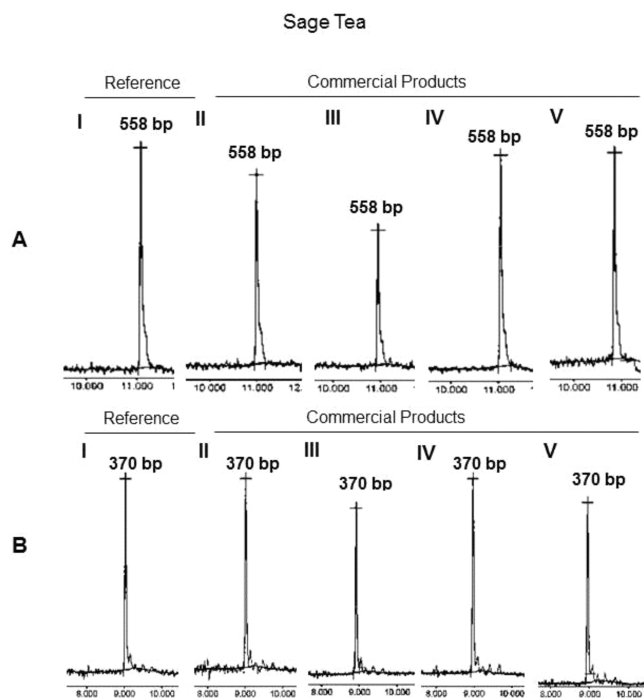 Sage Tea
Reference Commercial Products
I II III IV V
558 bp 558 bp 558 bp 558 bp 558 bp
A
10.000 11.000 1 10.000 11.000 12. 10.000 11.000 10.000 11.000 10.000 11.000
Reference Commercial Products
I II III IV V
370 bp 370 bp 370 bp 370 bp 370 bp
B
8.000 9.000 10.000 8.000 9.000 10.000 8.000 9.000 10.000 8.000 9.000 10.000 8.000 9.000 10.000